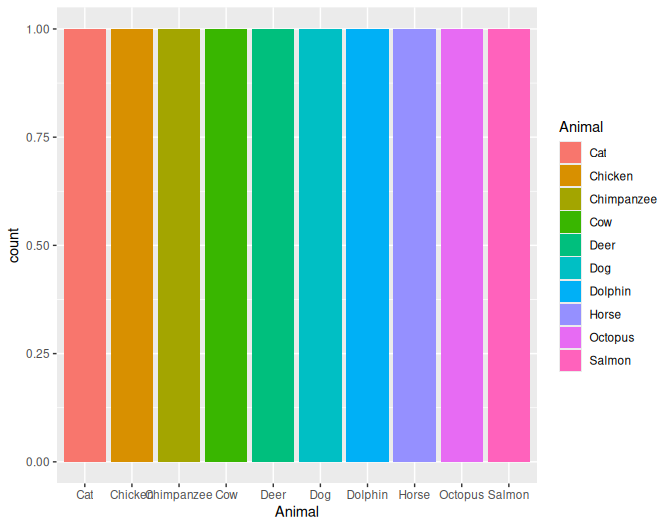 1.00
0.75
0.50
0.25
0.00
count
Cat Chicken Chimpanzee Cow Deer Dog Dolphin Horse Octopus Salmon
Animal
Animal
Cat
Chicken
Chimpanzee
Cow
Deer
Dog
Dolphin
Horse
Octopus
Salmon